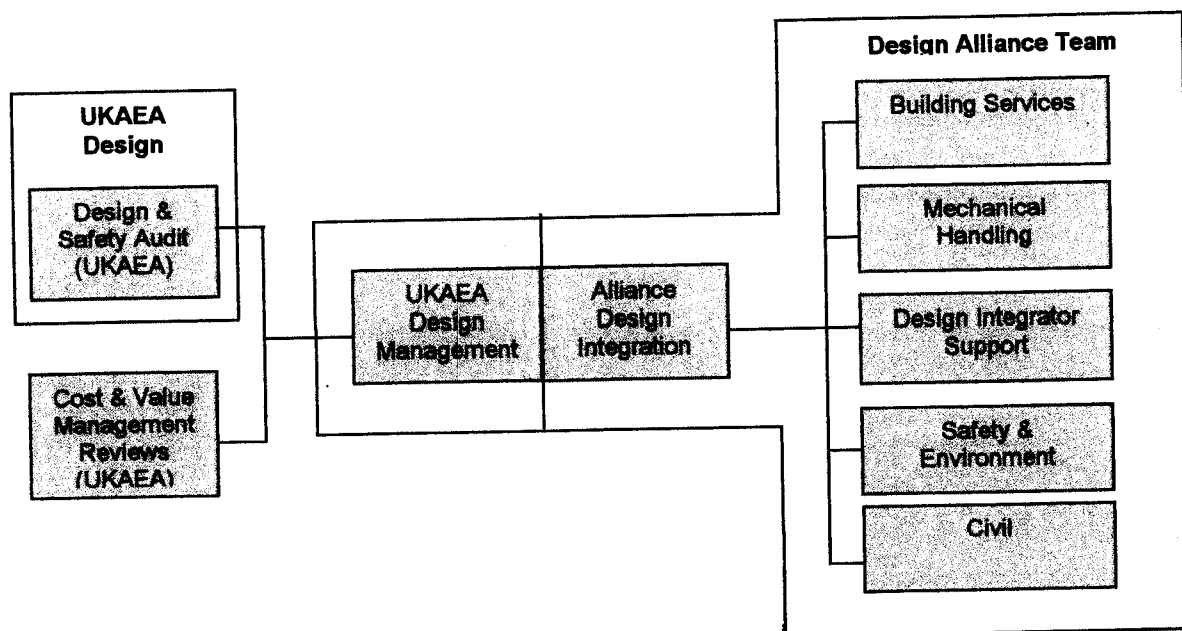 UKAEA
Design
Design &
Safety Audit
(UKAEA)
Cost & Value
Management
Reviews
(UKAEA)
UKAEA
Design
Management
Alliance
Design
Integration
Design Alliance Team
Building Services
Mechanical
Handling
Design Integrator
Support
Safety &
Environment
Civil